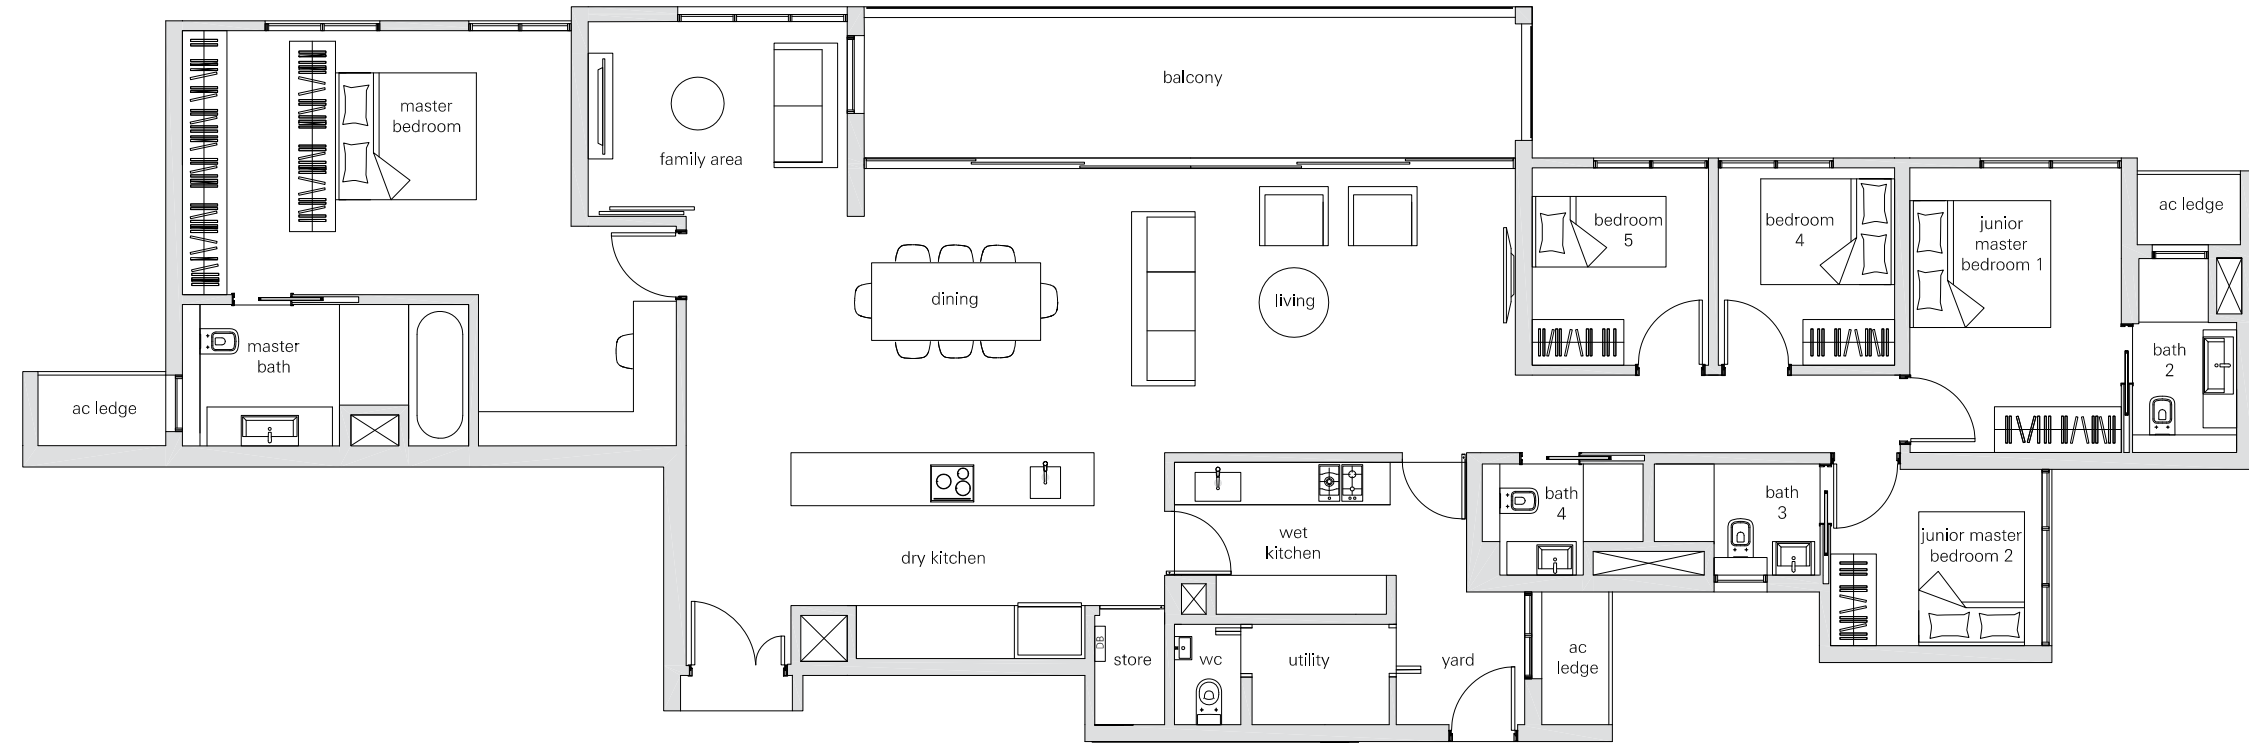 balcony
master
bedroom
family area
bedroom
5
bedroom
4
junior
master
bedroom 1
ac ledge
dining
living
master
bath
bath
2
ac ledge
bath
4
bath
3
wet
kitchen
junior master
bedroom 2
dry kitchen
DB
store
wc
utility
yard
ac
ledge